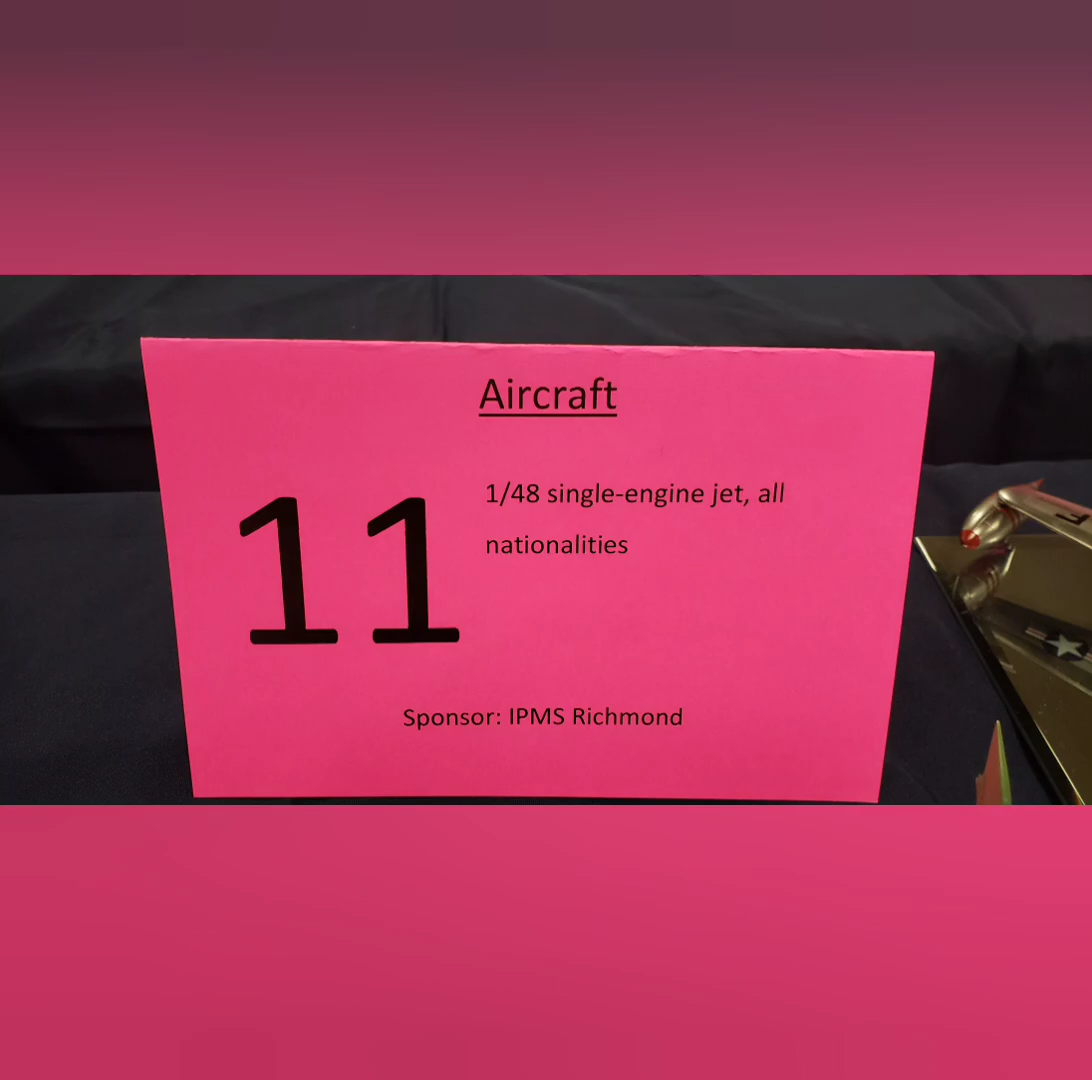 Aircraft
11
1/48 single-engine jet, all
nationalities
Sponsor: IPMS Richmond